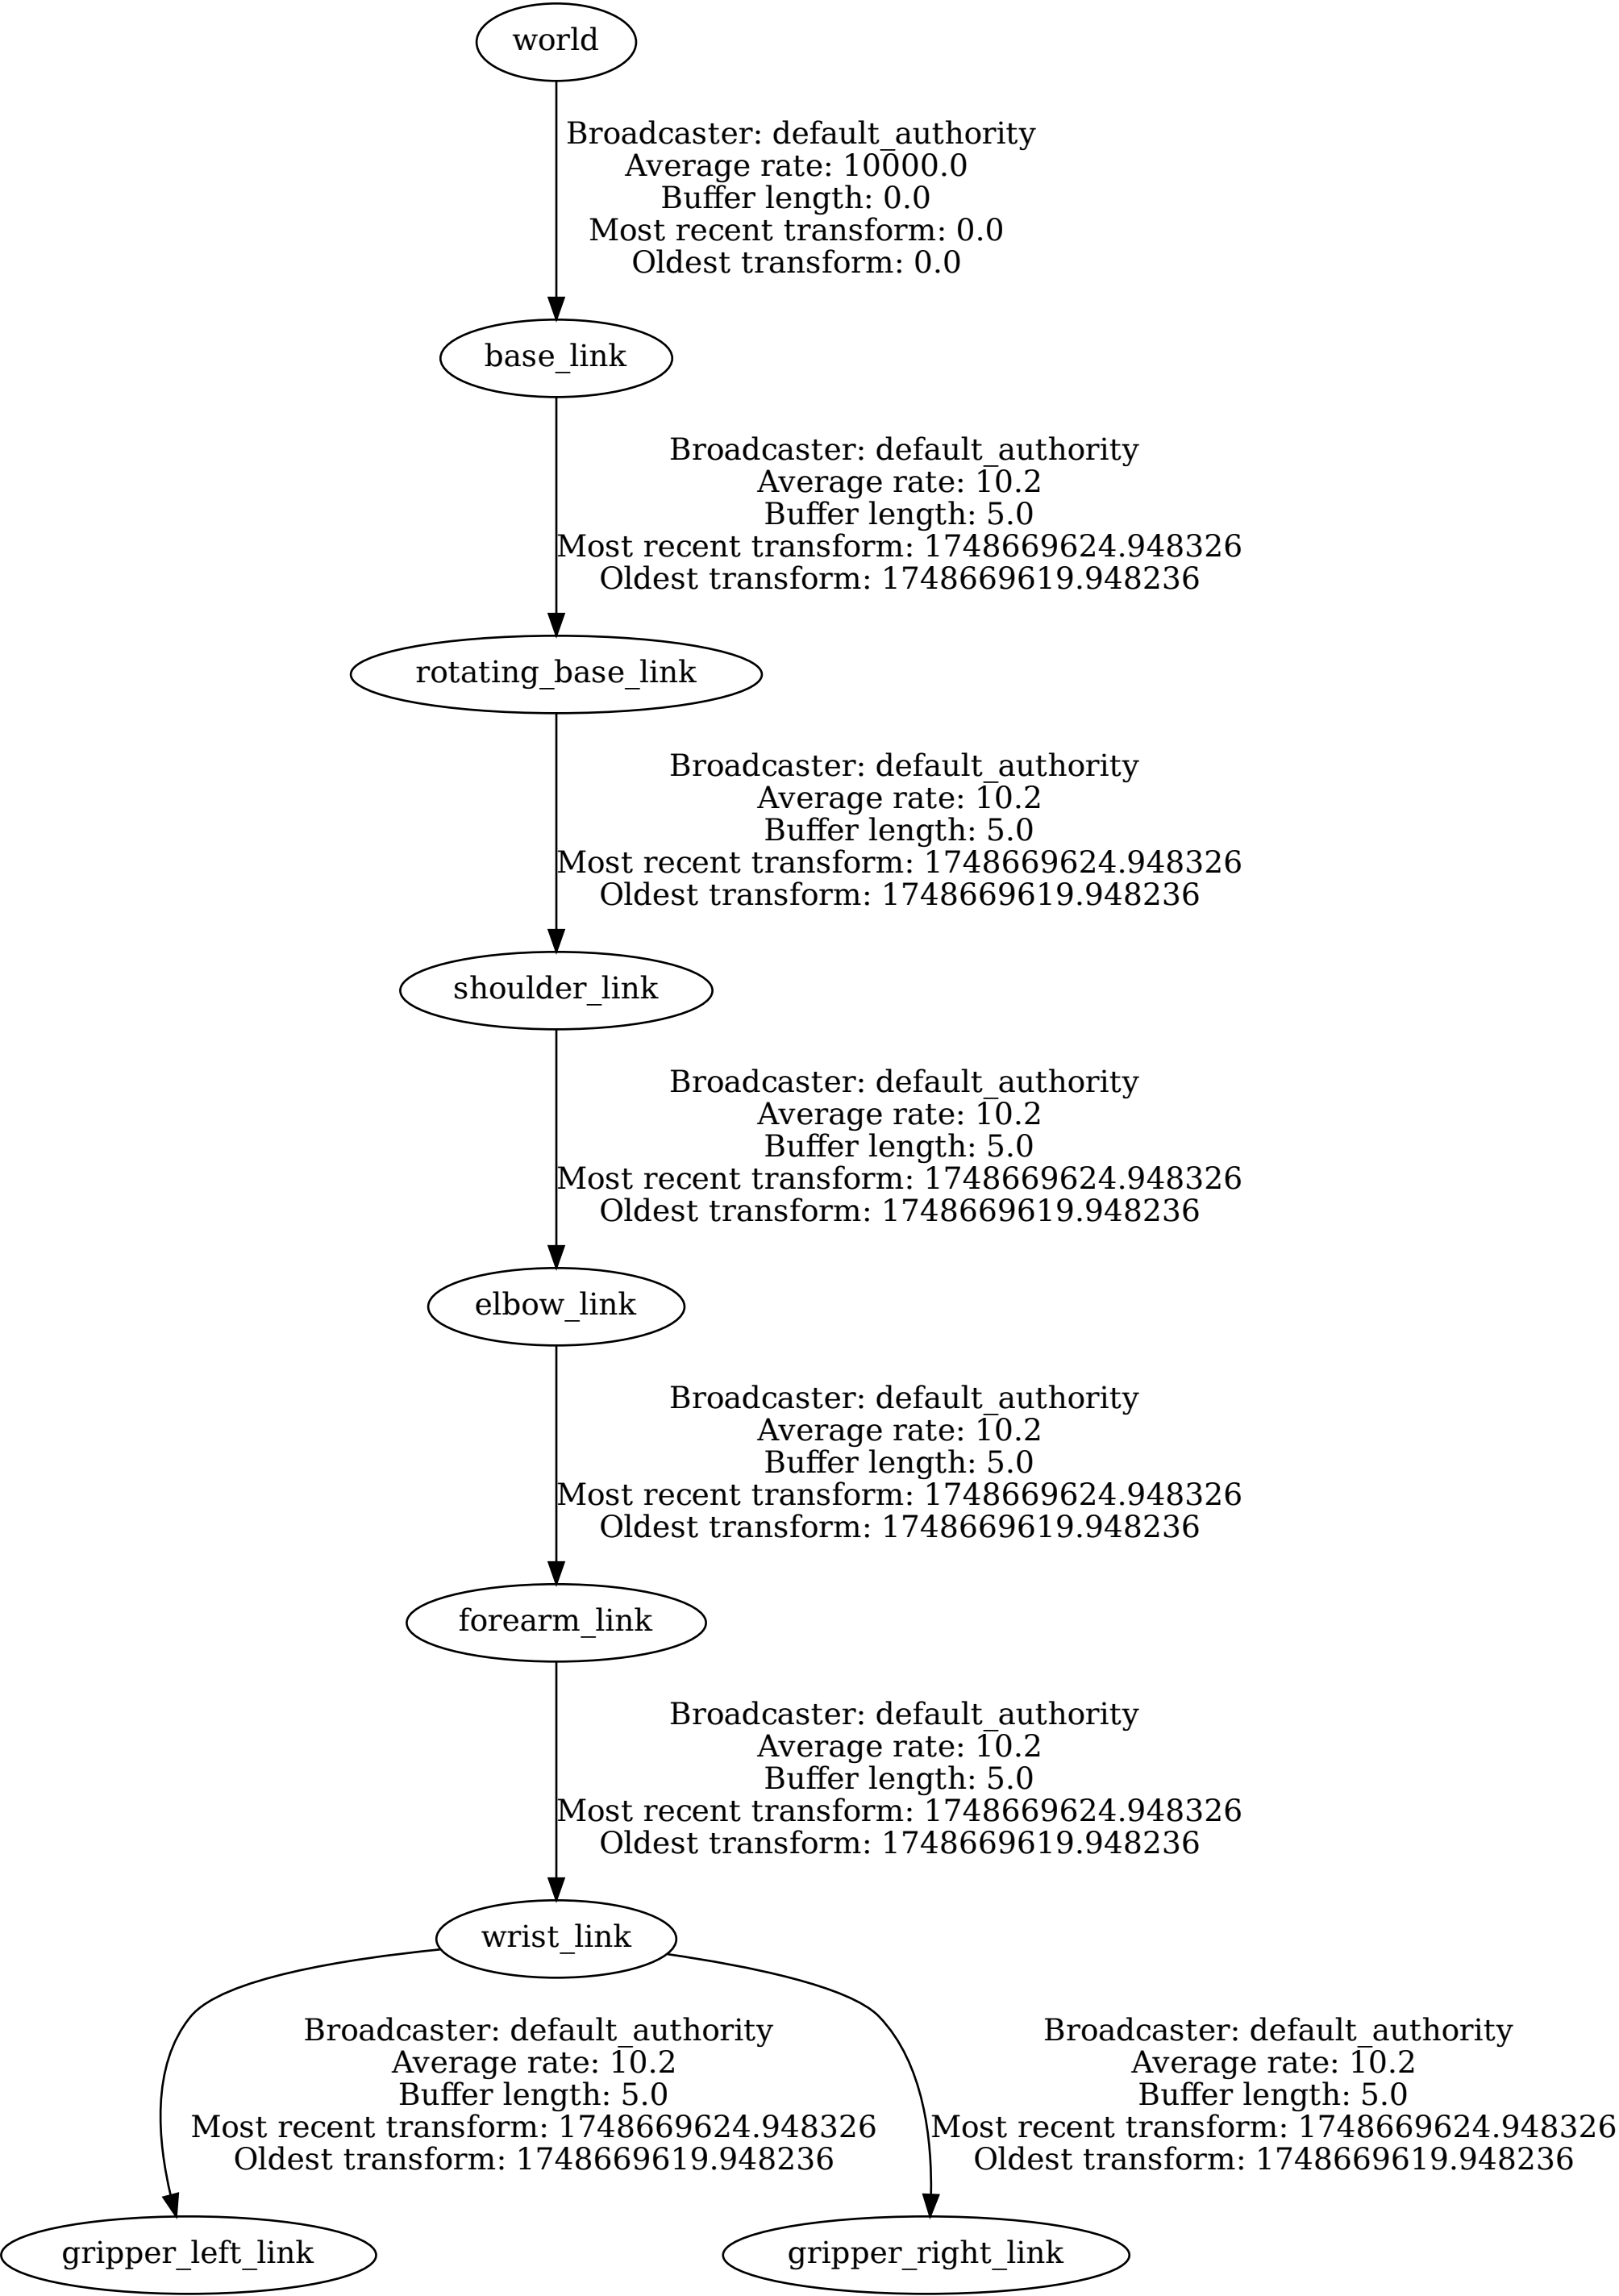 world
Broadcaster: default_authority
Average rate: 10000.0
Buffer length: 0.0
Most recent transform: 0.0
Oldest transform: 0.0
base_link
Broadcaster: default_authority
Average rate: 10.2
Buffer length: 5.0
Most recent transform: 1748669624.948326
Oldest transform: 1748669619.948236
rotating_base_link
Broadcaster: default_authority
Average rate: 10.2
Buffer length: 5.0
Most recent transform: 1748669624.948326
Oldest transform: 1748669619.948236
shoulder_link
Broadcaster: default_authority
Average rate: 10.2
Buffer length: 5.0
Most recent transform: 1748669624.948326
Oldest transform: 1748669619.948236
elbow_link
Broadcaster: default_authority
Average rate: 10.2
Buffer length: 5.0
Most recent transform: 1748669624.948326
Oldest transform: 1748669619.948236
forearm_link
Broadcaster: default_authority
Average rate: 10.2
Buffer length: 5.0
Most recent transform: 1748669624.948326
Oldest transform: 1748669619.948236
wrist_link
Broadcaster: default_authority
Average rate: 10.2
Buffer length: 5.0
Most recent transform: 1748669624.948326
Oldest transform: 1748669619.948236
Broadcaster: default_authority
Average rate: 10.2
Buffer length: 5.0
Most recent transform: 1748669624.948326
Oldest transform: 1748669619.948236
gripper_left_link
gripper_right_link